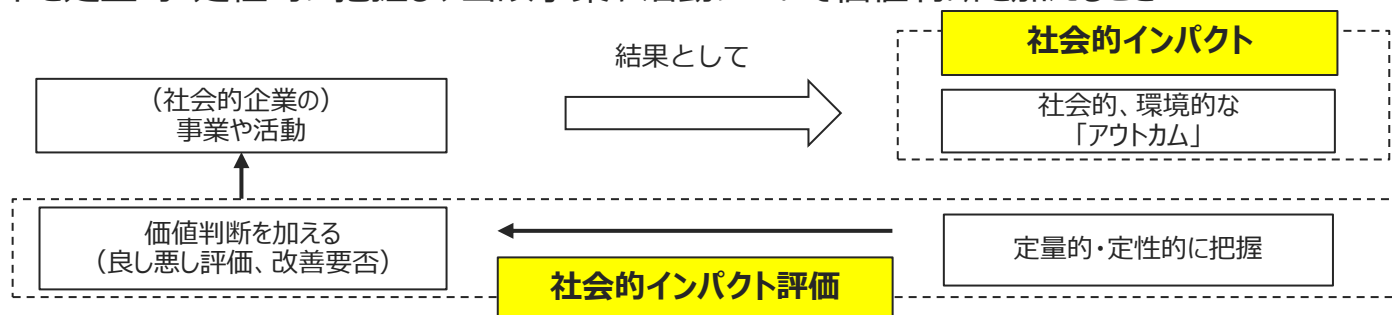 結果として
社会的インパクト
(社会的企業の)
事業や活動
社会的、環境的な
「アウトカム」
価値判断を加える
(良し悪し評価、改善要否)
定量的・定性的に把握
社会的インパクト評価